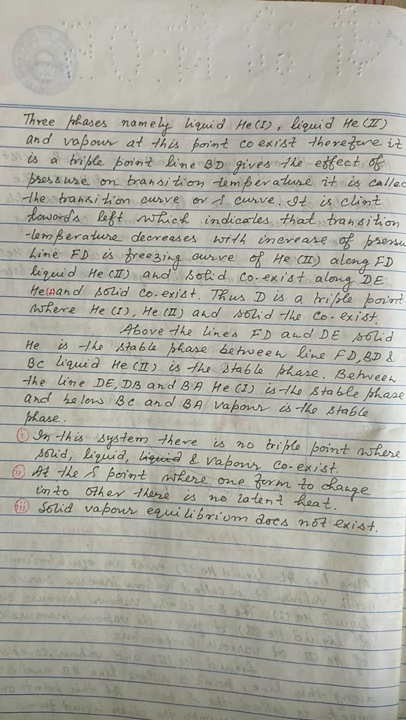 Three phases namely liquid He(I), liquid He(II)
and vapour at this point co exist therefore it
is a triple point line BD gives the effect of
pressure on transition temperature it is called
the transition curve or λ curve. It is
towards left which indicates that transition
temperature decreases with increase of pressu
Line FD is freezing curve of He(II) along FD
liquid He(II) and solid co-exist along DE
He(I) and solid co-exist. Thus D is a triple point
where He(I), He(II) and solid the co-exist.
Above the lines FD and DE solid
He is the stable phase between line FD, BD &
BC liquid He(II) is the stable phase. Between
the line DE, DB and BA He(I) is the stable phase
and below BC and BA vapour is the stable
phase.
(i) In this system there is no triple point where
solid, liquid, liquid & vapour co-exist.
(ii) At the point where one form to change
into other there is no latent heat.
(iii) Solid vapour equilibrium does not exist.